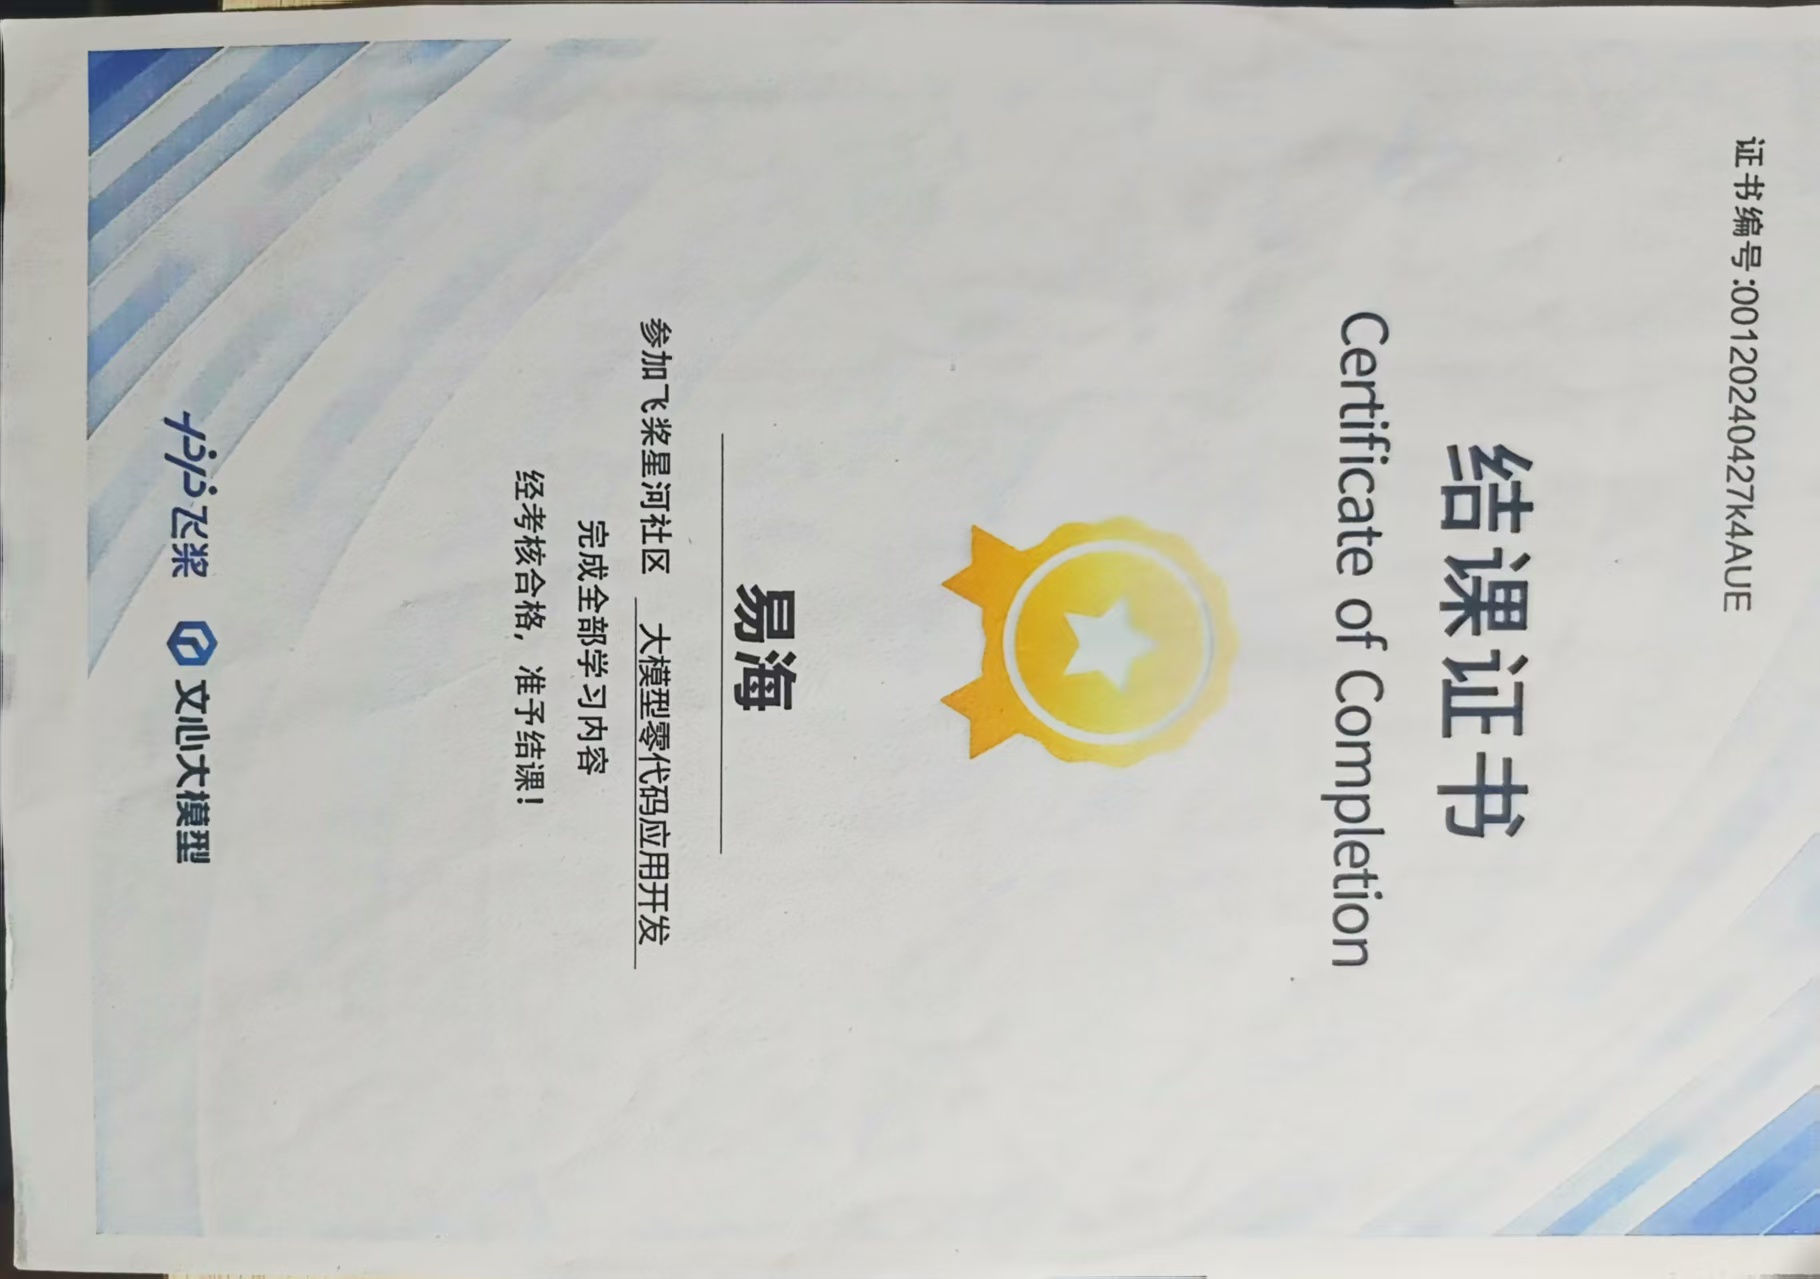 证书编号:00120240427k4AUE
结课证书
Certificate of Completion
易海
参加飞桨星河社区 大模型零代码应用开发
完成全部学习内容
经考核合格，准予结课！
飞桨 文心大模型